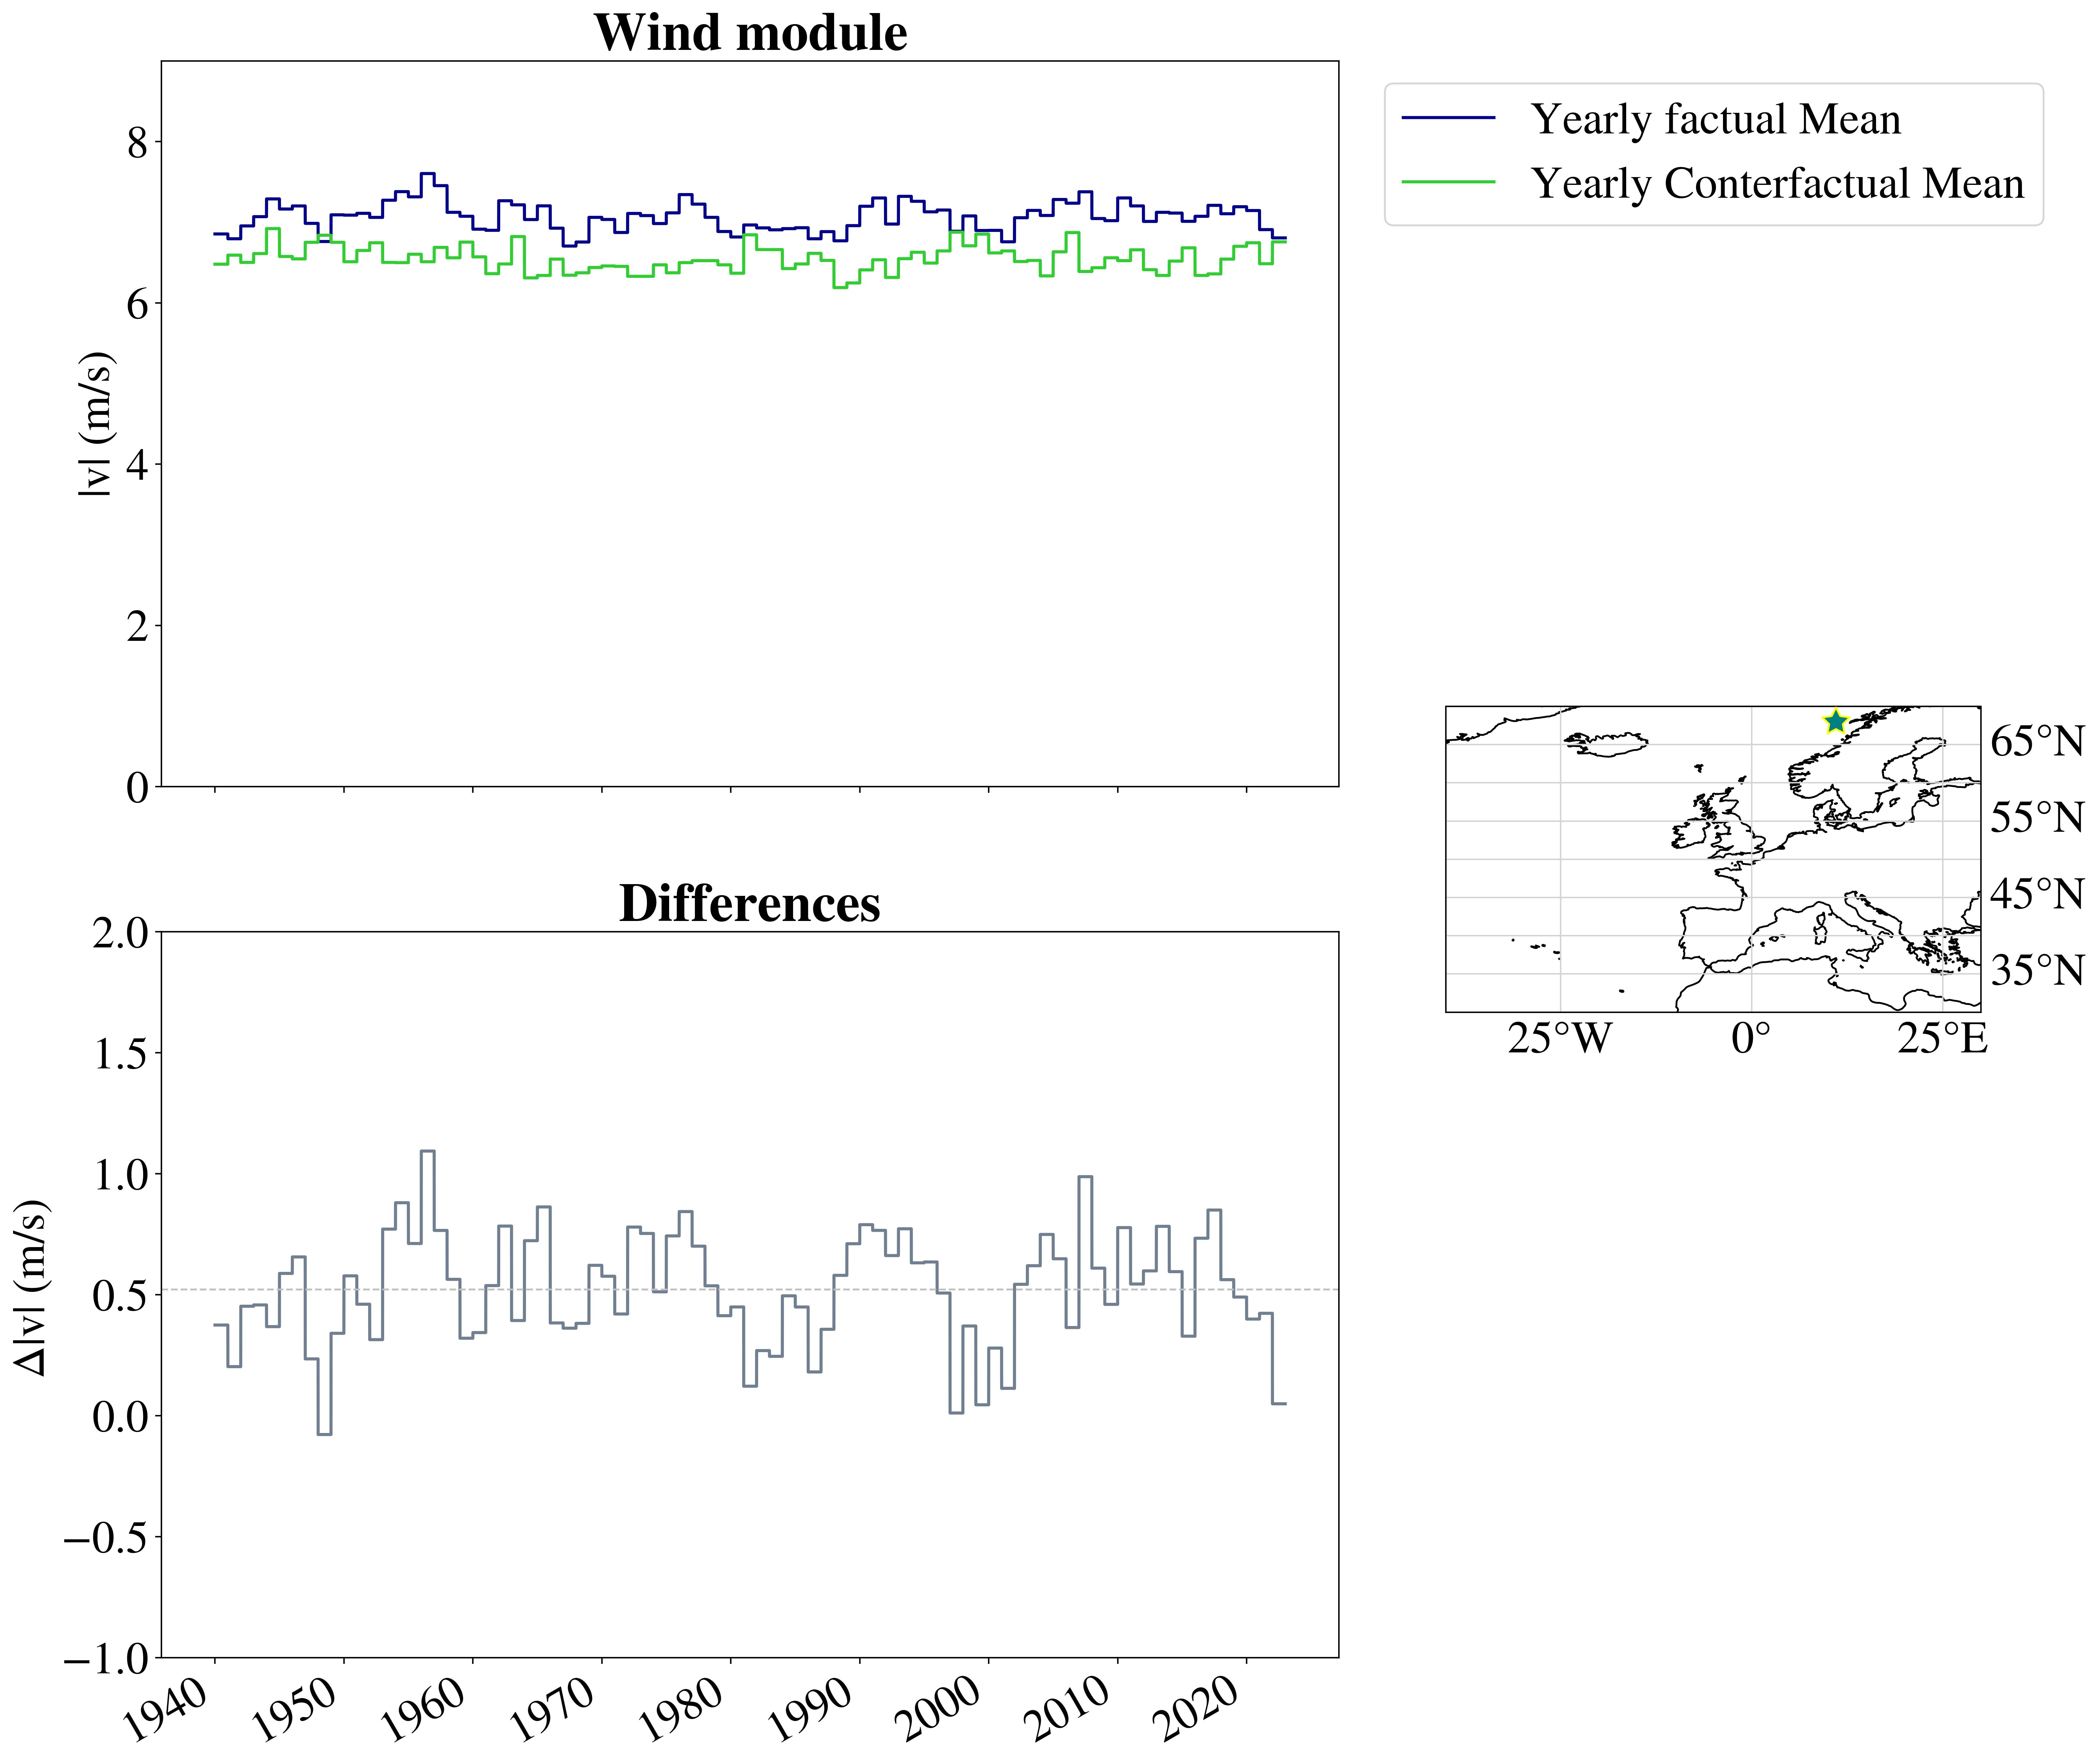 Wind module
8
6
4
2
0
|v| (m/s)
Yearly factual Mean
Yearly Conterfactual Mean
65°N
55°N
45°N
35°N
25°W 0° 25°E
Differences
2.0
1.5
1.0
0.5
0.0
−0.5
−1.0
Δ|v| (m/s)
1940 1950 1960 1970 1980 1990 2000 2010 2020